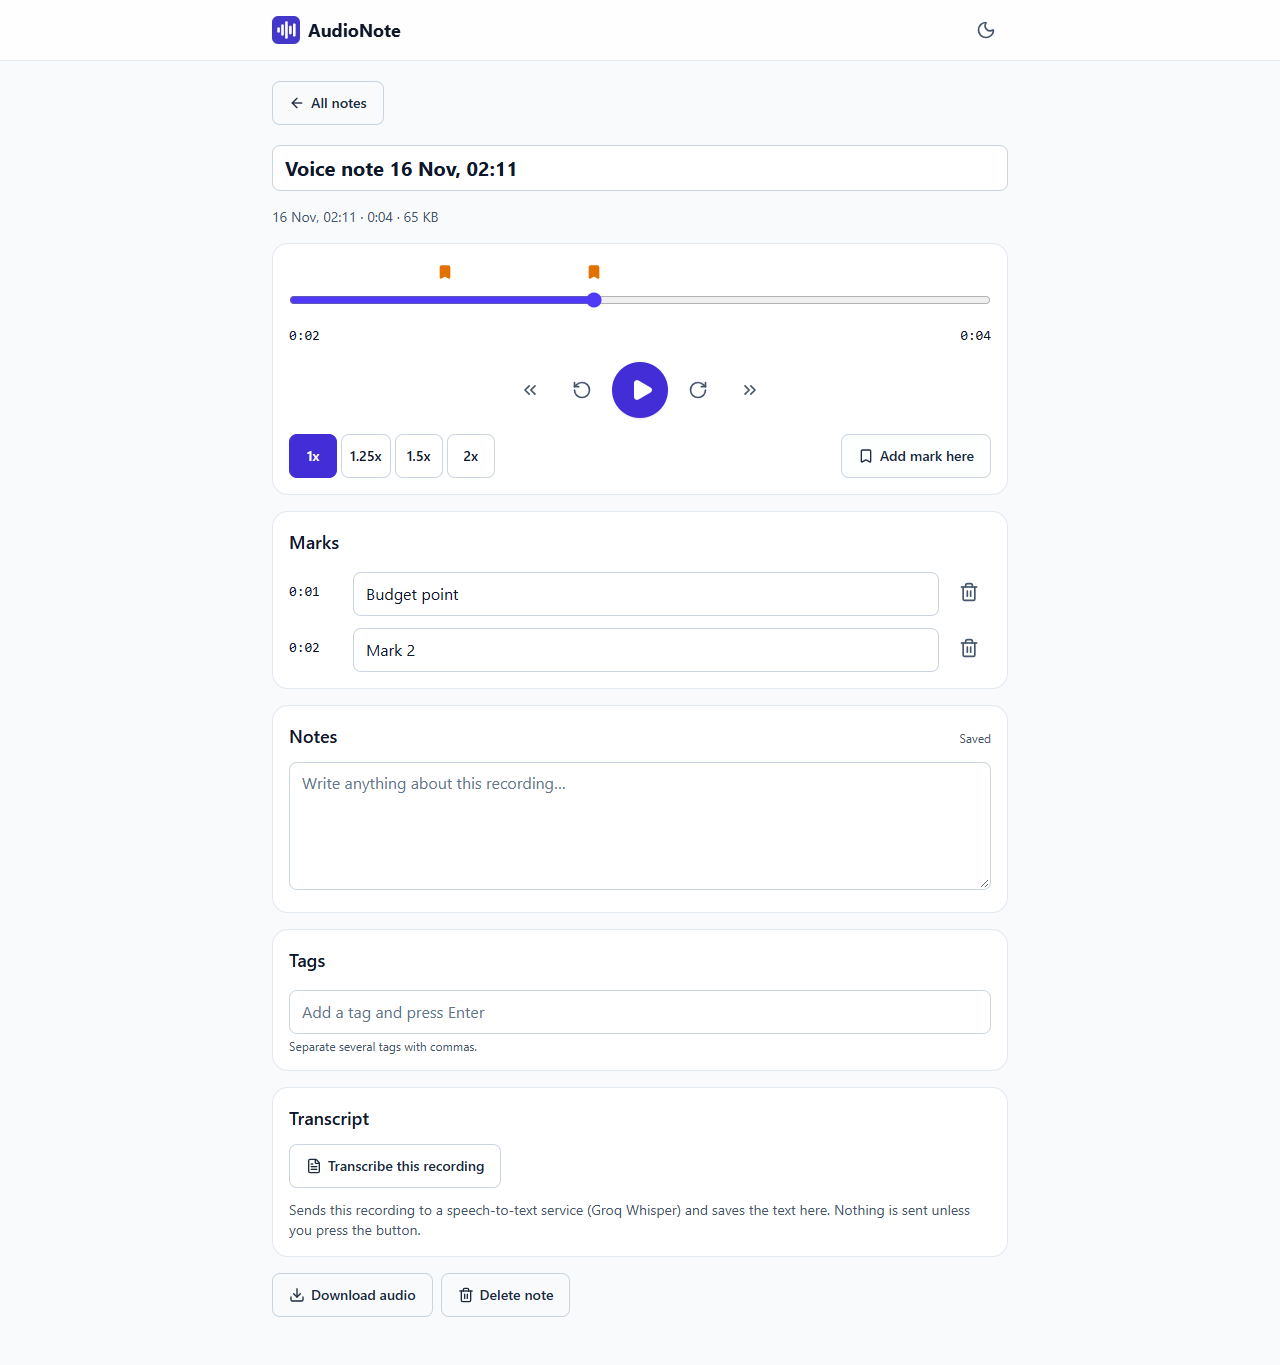 AudioNote
All notes
Voice note 16 Nov, 02:11
16 Nov, 02:11 · 0:04 · 65 KB
0:02 0:04
1x 1.25x 1.5x 2x Add mark here
Marks
0:01 Budget point
0:02 Mark 2
Notes Saved
Write anything about this recording...
Tags
Add a tag and press Enter
Separate several tags with commas.
Transcript
Transcribe this recording
Sends this recording to a speech-to-text service (Groq Whisper) and saves the text here. Nothing is sent unless
you press the button.
Download audio Delete note